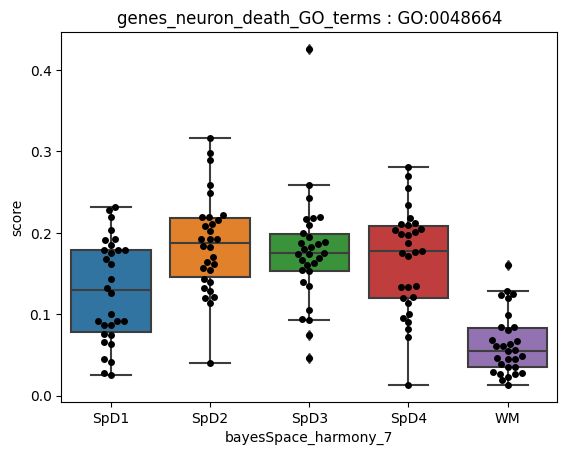 genes_neuron_death_GO_terms : GO:0048664
score
0.4
0.3
0.2
0.1
0.0
SpD1 SpD2 SpD3 SpD4 WM
bayesSpace_harmony_7